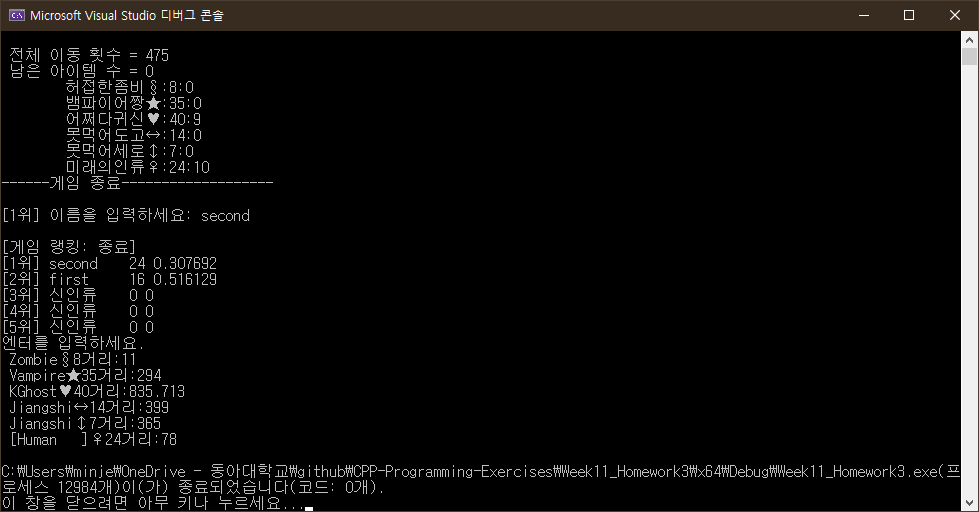 Microsoft Visual Studio 디버그 콘솔
전체 이동 횟수 = 475
남은 아이템 수 = 0
허접한좀비§:8:0
뱀파이어짱★:35:0
어쩌다귀신♥:40:9
못먹어도고↔:14:0
못먹어세로↕:7:0
미래의인류♀:24:10
------게임 종료-------------------
[1위] 이름을 입력하세요: second
[게임 랭킹: 종료]
[1위] second 24 0.307692
[2위] first 16 0.516129
[3위] 신인류 0 0
[4위] 신인류 0 0
[5위] 신인류 0 0
엔터를 입력하세요.
Zombie§8거리:11
Vampire★35거리:294
KGhost♥40거리:835.713
Jiangshi↔14거리:399
Jiangshi↕7거리:365
[Human ]♀24거리:78
C:₩Users₩minie₩OneDrive - 동아대학교₩github₩CPP-Programming-Exercises₩Week11_Homework3₩x64₩Debug₩Week11_Homework3.exe(프
로세스 12984개)이(가) 종료되었습니다(코드: 0개).
이 창을 닫으려면 아무 키나 누르세요...